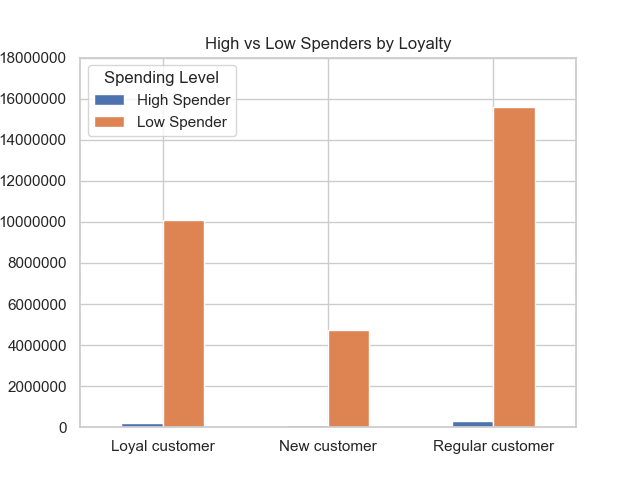 High vs Low Spenders by Loyalty
18000000
16000000
14000000
12000000
10000000
8000000
6000000
4000000
2000000
0
Spending Level
High Spender
Low Spender
Loyal customer
New customer
Regular customer